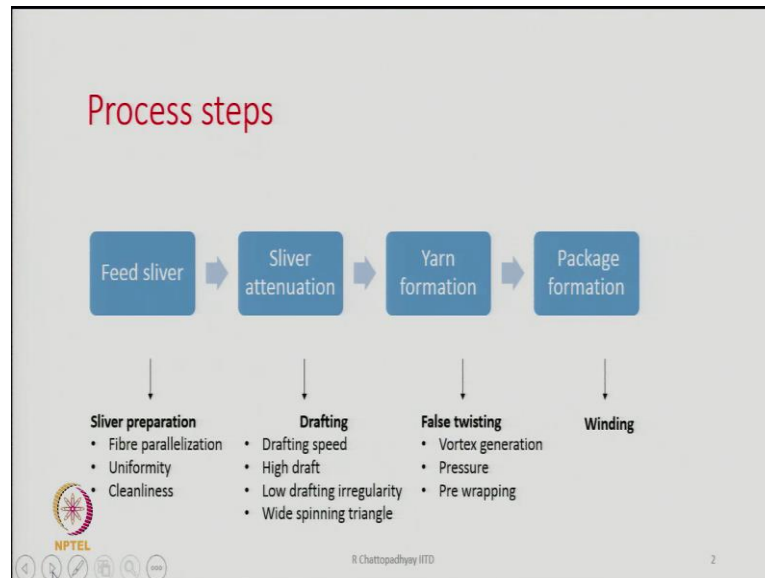 Process steps
Feed sliver
Sliver
attenuation
Yarn
formation
Package
formation
Sliver preparation
• Fibre parallelization
• Uniformity
• Cleanliness
Drafting
• Drafting speed
• High draft
• Low drafting irregularity
• Wide spinning triangle
False twisting
• Vortex generation
• Pressure
• Pre wrapping
Winding
NPTEL
R Chattopadhyay IITD
2